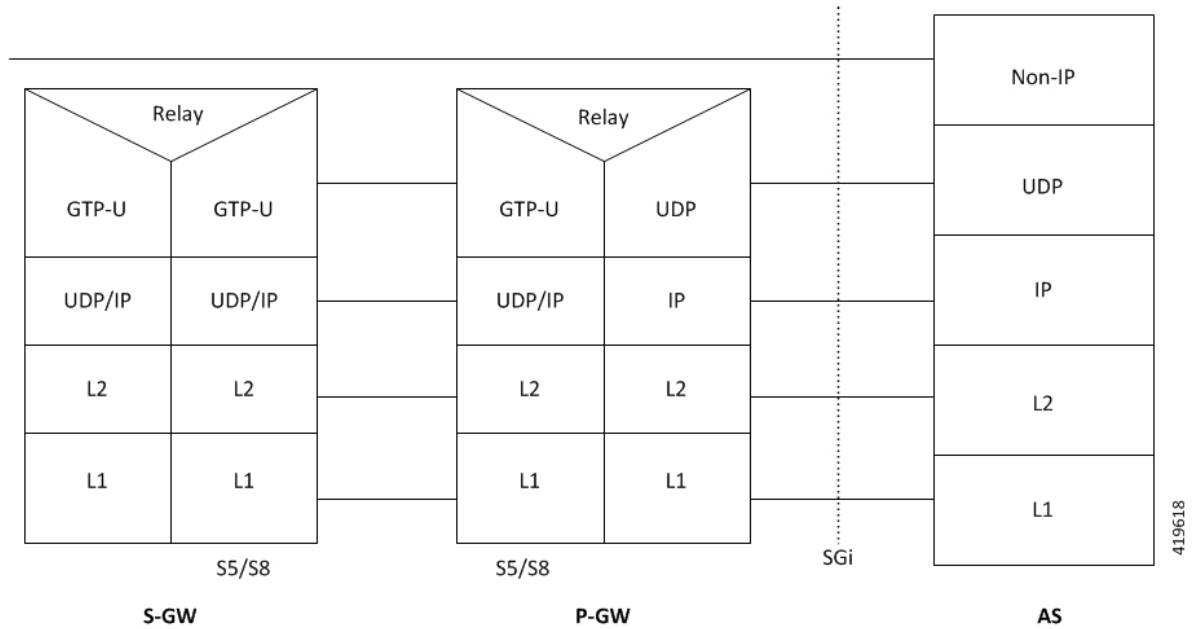 Non-IP
Relay
Relay
UDP
GTP-U
GTP-U
GTP-U
UDP
UDP/IP
UDP/IP
UDP/IP
IP
IP
L2
L2
L2
L2
L2
L1
L1
L1
L1
L1
419618
S5/S8
S5/S8
SGi
S-GW
P-GW
AS